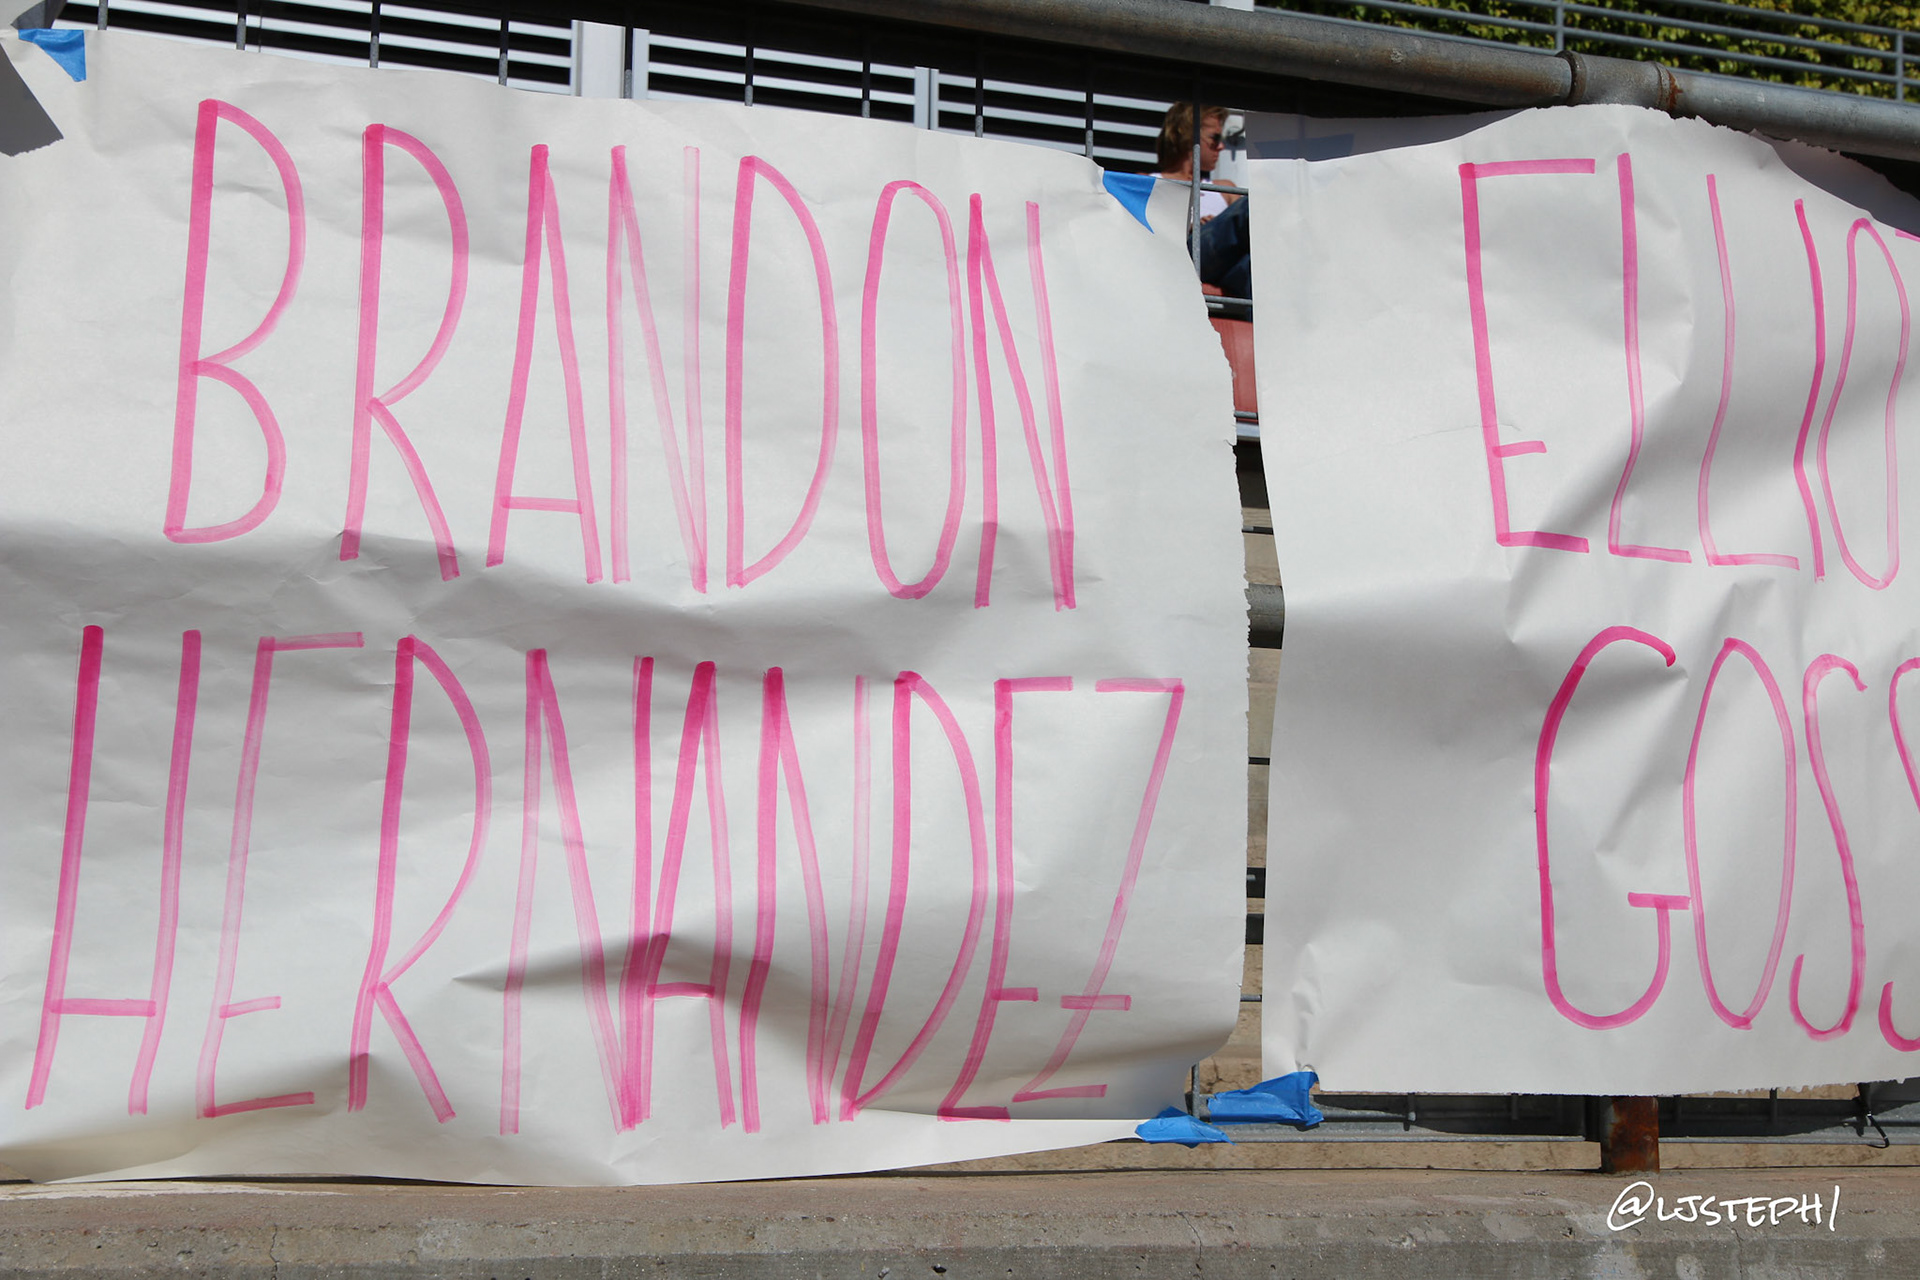 BRANDON
HERNANDEZ
ELLIO
GOSS
@LJSTEPH1